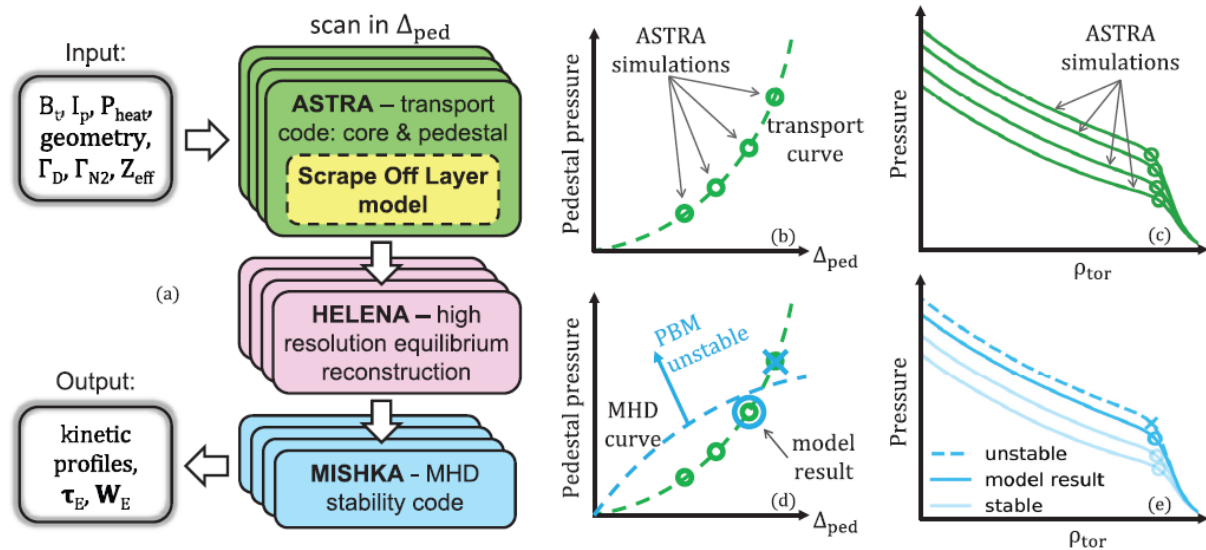 Input:
B_t, I_p, P_heat,
geometry,
Γ_D, Γ_N2, Z_eff
scan in Δ_ped
ASTRA – transport
code: core & pedestal
Scrape Off Layer
model
(a)
HELENA – high
resolution equilibrium
reconstruction
MISHKA - MHD
stability code
Output:
kinetic
profiles,
τ_E, W_E
Pedestal pressure
ASTRA
simulations
transport
curve
(b)
Δ_ped
Pressure
ASTRA
simulations
(c)
ρ_tor
Pedestal pressure
PBM
unstable
MHD
curve
model
result
(d)
Δ_ped
Pressure
unstable
model result
stable
(e)
ρ_tor